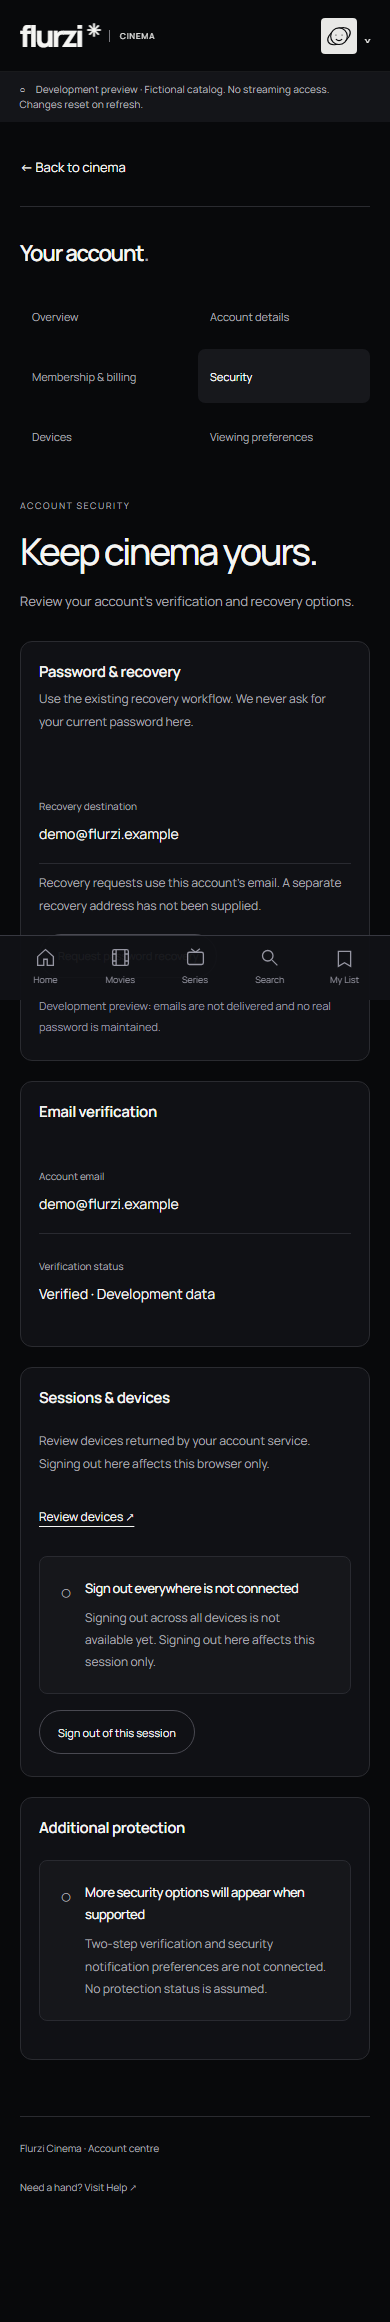 flurzi* | CINEMA
Development preview · Fictional catalog. No streaming access.
Changes reset on refresh.
← Back to cinema
Your account.
Overview
Account details
Membership & billing
Security
Devices
Viewing preferences
ACCOUNT SECURITY
Keep cinema yours.
Review your account's verification and recovery options.
Password & recovery
Use the existing recovery workflow. We never ask for
your current password here.
Recovery destination
demo@flurzi.example
Recovery requests use this account's email. A separate
recovery address has not been supplied.
Home
Movies
Series
Search
My List
Development preview: emails are not delivered and no real
password is maintained.
Email verification
Account email
demo@flurzi.example
Verification status
Verified · Development data
Sessions & devices
Review devices returned by your account service.
Signing out here affects this browser only.
Review devices ↗
Sign out everywhere is not connected
Signing out across all devices is not
available yet. Signing out here affects this
session only.
Sign out of this session
Additional protection
More security options will appear when
supported
Two-step verification and security
notification preferences are not connected.
No protection status is assumed.
Flurzi Cinema · Account centre
Need a hand? Visit Help ↗